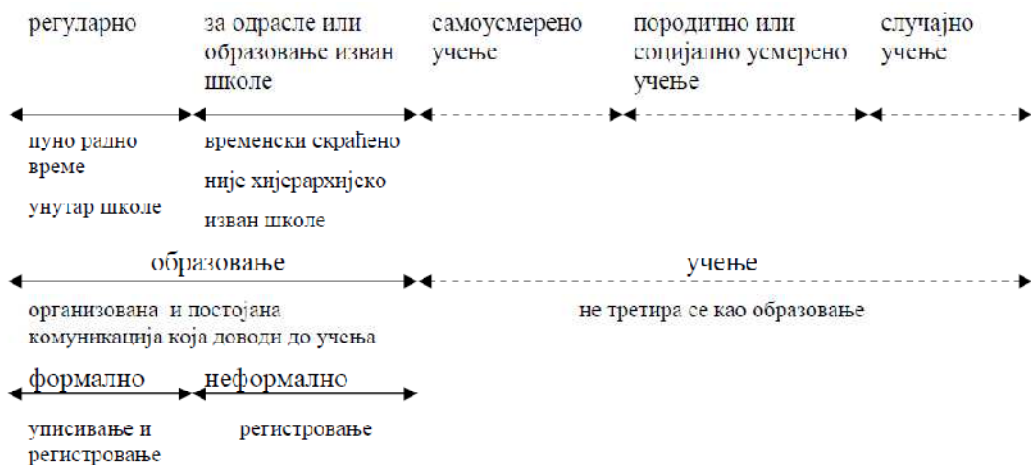 регуларно
за одрасле или
образовање изван
школе
самоусмерено
учење
породично или
социјално усмерено
учење
случајно
учење
пуно радно
време
унутар школе
временски скраћено
није хијерархијско
изван школе
образовање
учење
организована и постојана
комуникација која доводи до учења
не третира се као образовање
формално
неформално
уписивање и
регистровање
регистровање